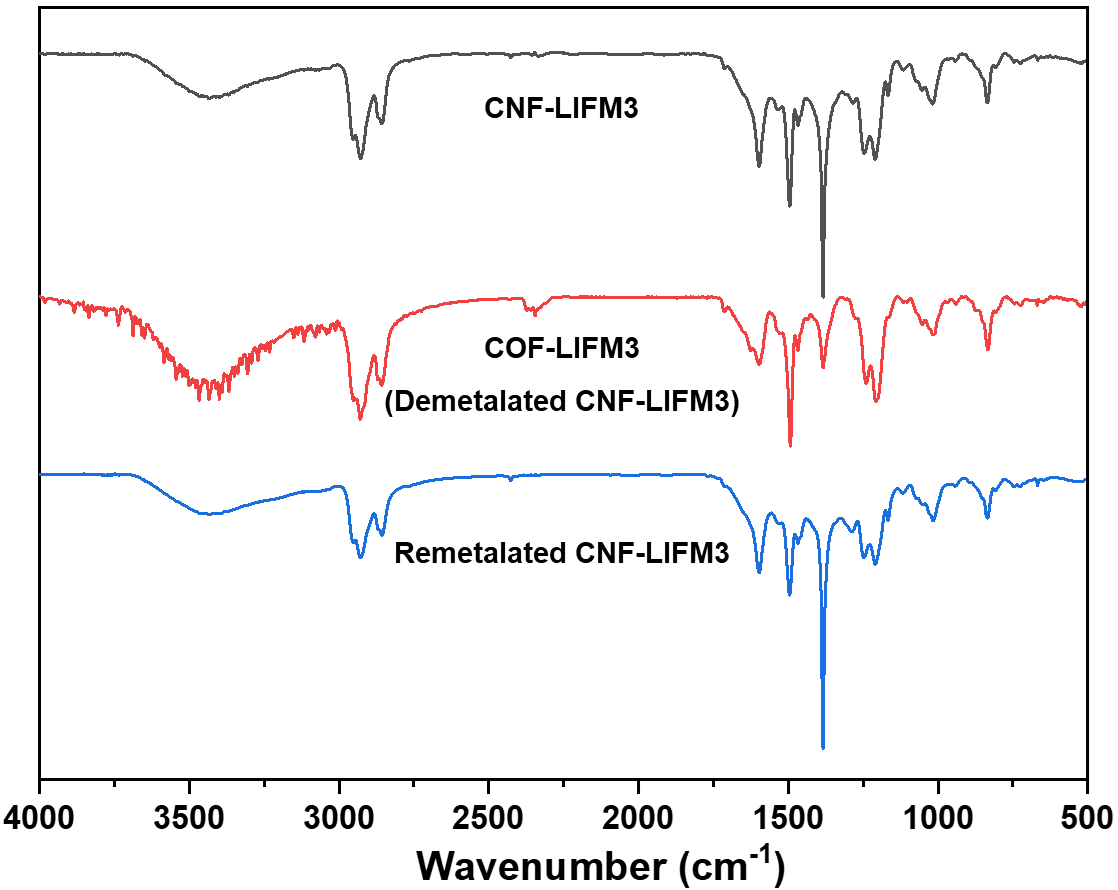 CNF-LIFM3
COF-LIFM3
(Demetalated CNF-LIFM3)
Remetalated CNF-LIFM3
4000 3500 3000 2500 2000 1500 1000 500
Wavenumber (cm⁻¹)